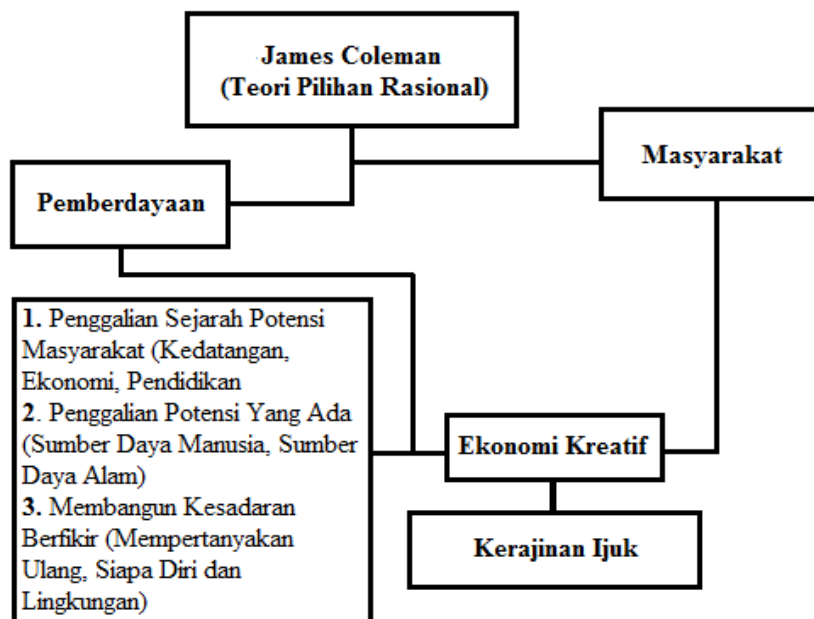 James Coleman
(Teori Pilihan Rasional)
Masyarakat
Pemberdayaan
1. Penggalian Sejarah Potensi
Masyarakat (Kedatangan,
Ekonomi, Pendidikan
2. Penggalian Potensi Yang Ada
(Sumber Daya Manusia, Sumber
Daya Alam)
3. Membangun Kesadaran
Berfikir (Mempertanyakan
Ulang, Siapa Diri dan
Lingkungan)
Ekonomi Kreatif
Kerajinan Ijuk